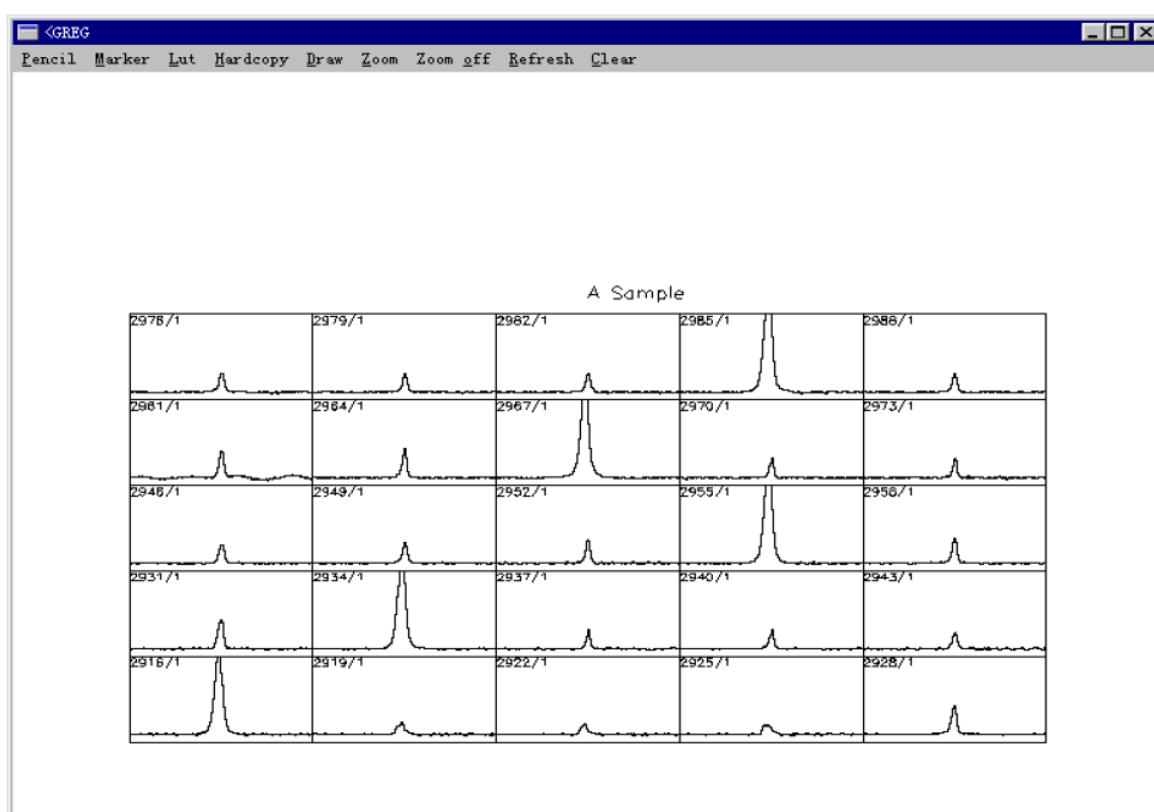 <GREG
Pencil Marker Lut Hardcopy Draw Zoom Zoom off Refresh Clear
A Sample
2976/1 2979/1 2982/1 2985/1 2988/1
2961/1 2964/1 2967/1 2970/1 2973/1
2946/1 2949/1 2952/1 2955/1 2958/1
2931/1 2934/1 2937/1 2940/1 2943/1
2916/1 2919/1 2922/1 2925/1 2928/1